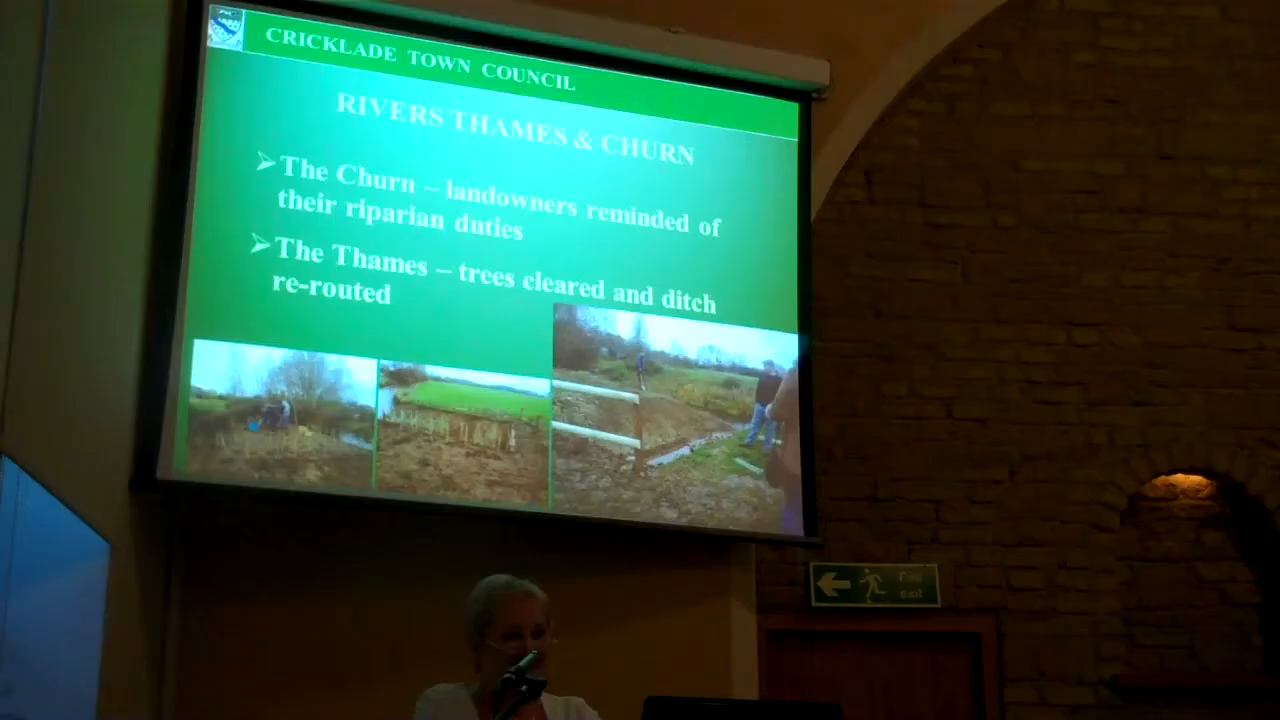 CRICKLADE TOWN COUNCIL
RIVERS THAMES & CHURN
➢The Churn – landowners reminded of
their riparian duties
➢The Thames – trees cleared and ditch
re-routed
Fire
exit